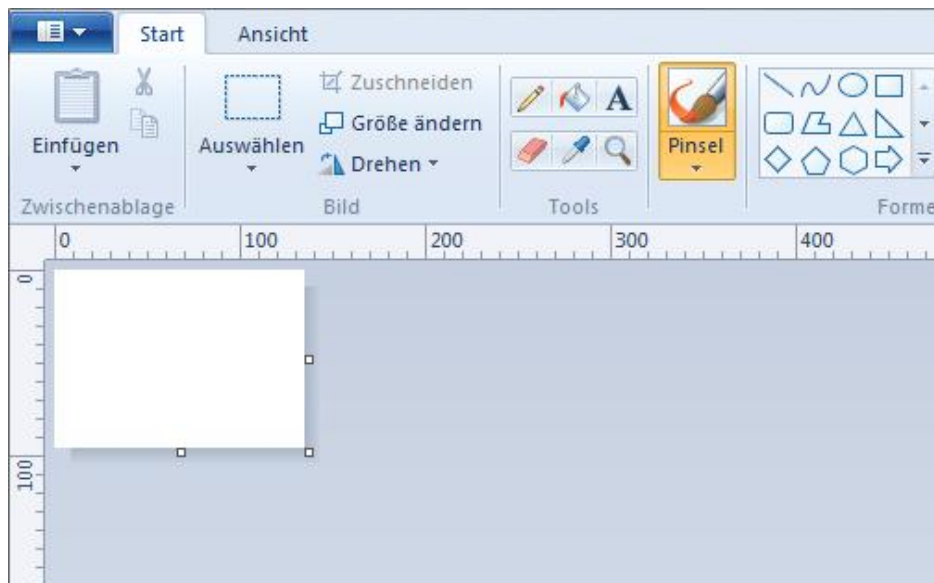 Start Ansicht
Zuschneiden
Größe ändern
Einfügen Auswählen Drehen A Pinsel
Zwischenablage Bild Tools Forme
0 100 200 300 400
0
100